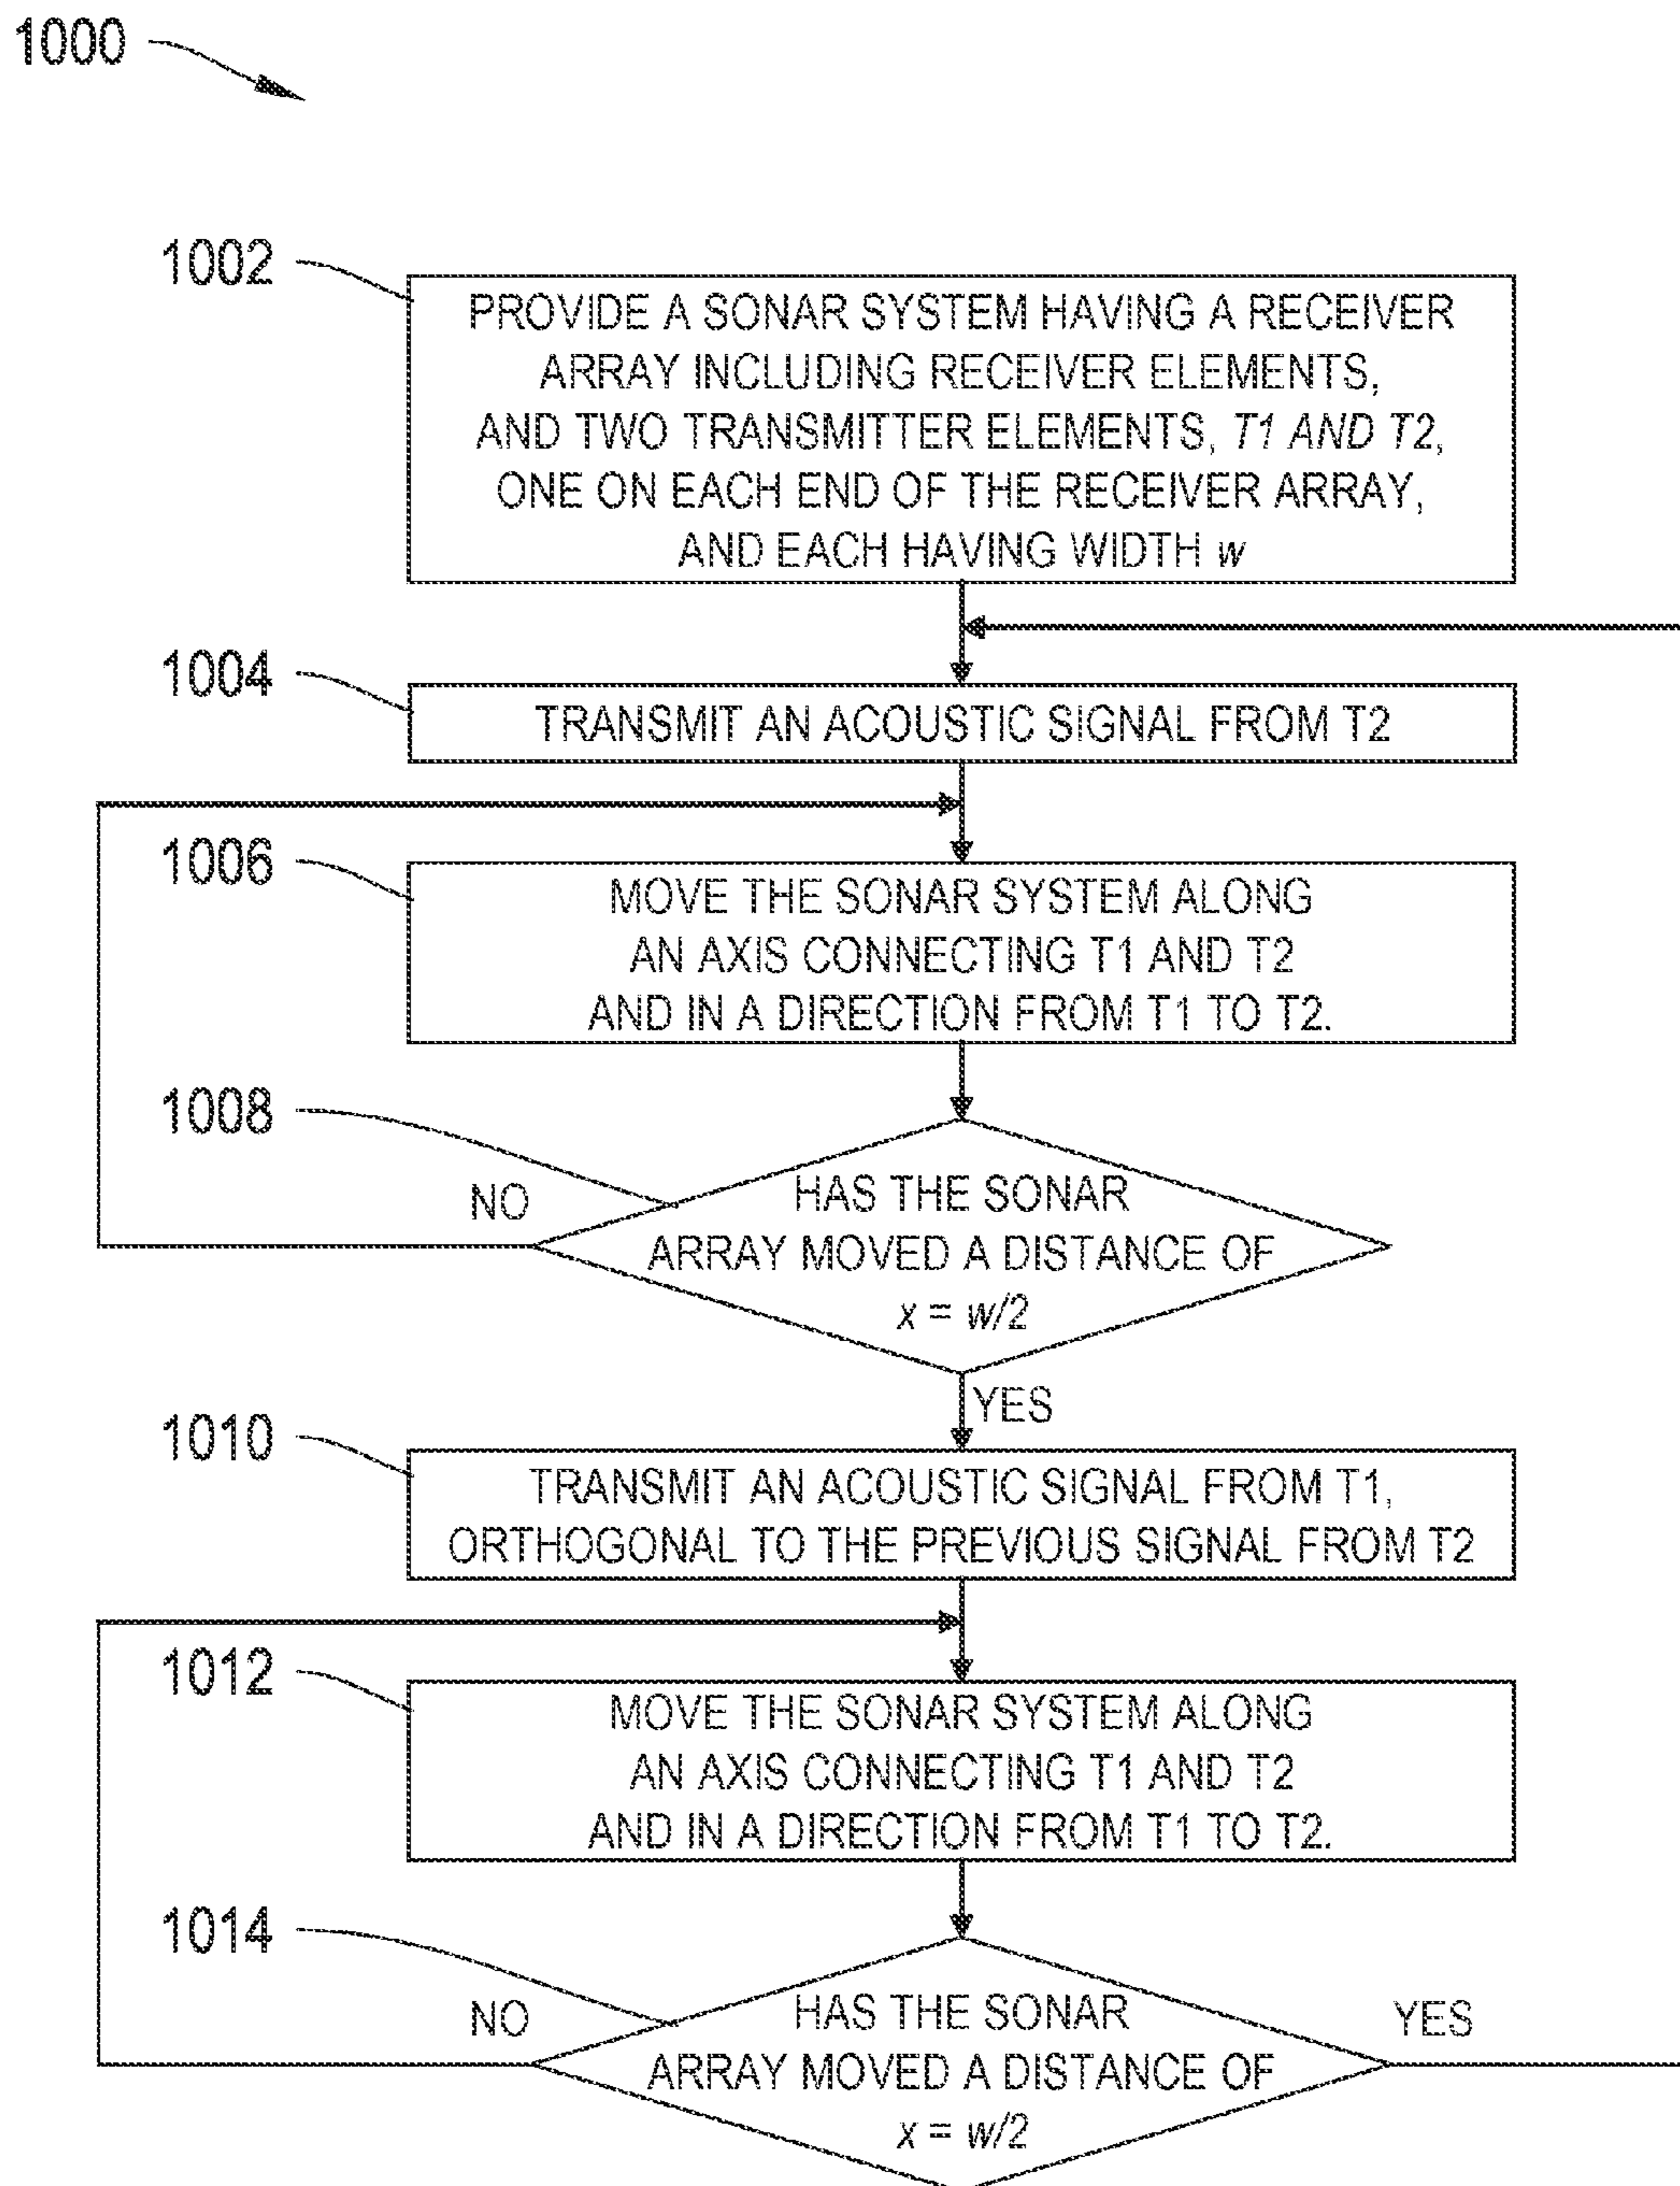 1000
1002
PROVIDE A SONAR SYSTEM HAVING A RECEIVER
ARRAY INCLUDING RECEIVER ELEMENTS,
AND TWO TRANSMITTER ELEMENTS, T1 AND T2,
ONE ON EACH END OF THE RECEIVER ARRAY,
AND EACH HAVING WIDTH w
1004
TRANSMIT AN ACOUSTIC SIGNAL FROM T2
1006
MOVE THE SONAR SYSTEM ALONG
AN AXIS CONNECTING T1 AND T2
AND IN A DIRECTION FROM T1 TO T2.
1008
NO
HAS THE SONAR
ARRAY MOVED A DISTANCE OF
x = w/2
YES
1010
TRANSMIT AN ACOUSTIC SIGNAL FROM T1,
ORTHOGONAL TO THE PREVIOUS SIGNAL FROM T2
1012
MOVE THE SONAR SYSTEM ALONG
AN AXIS CONNECTING T1 AND T2
AND IN A DIRECTION FROM T1 TO T2.
1014
NO
HAS THE SONAR
ARRAY MOVED A DISTANCE OF
x = w/2
YES